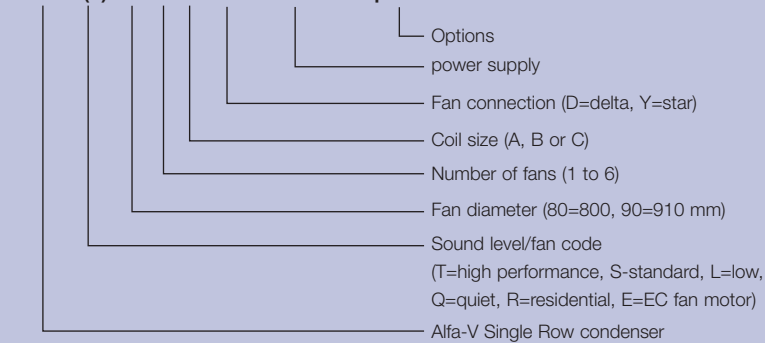 Options
power supply
Fan connection (D=delta, Y=star)
Coil size (A, B or C)
Number of fans (1 to 6)
Fan diameter (80=800, 90=910 mm)
Sound level/fan code
(T=high performance, S-standard, L=low,
Q=quiet, R=residential, E=EC fan motor)
Alfa-V Single Row condenser